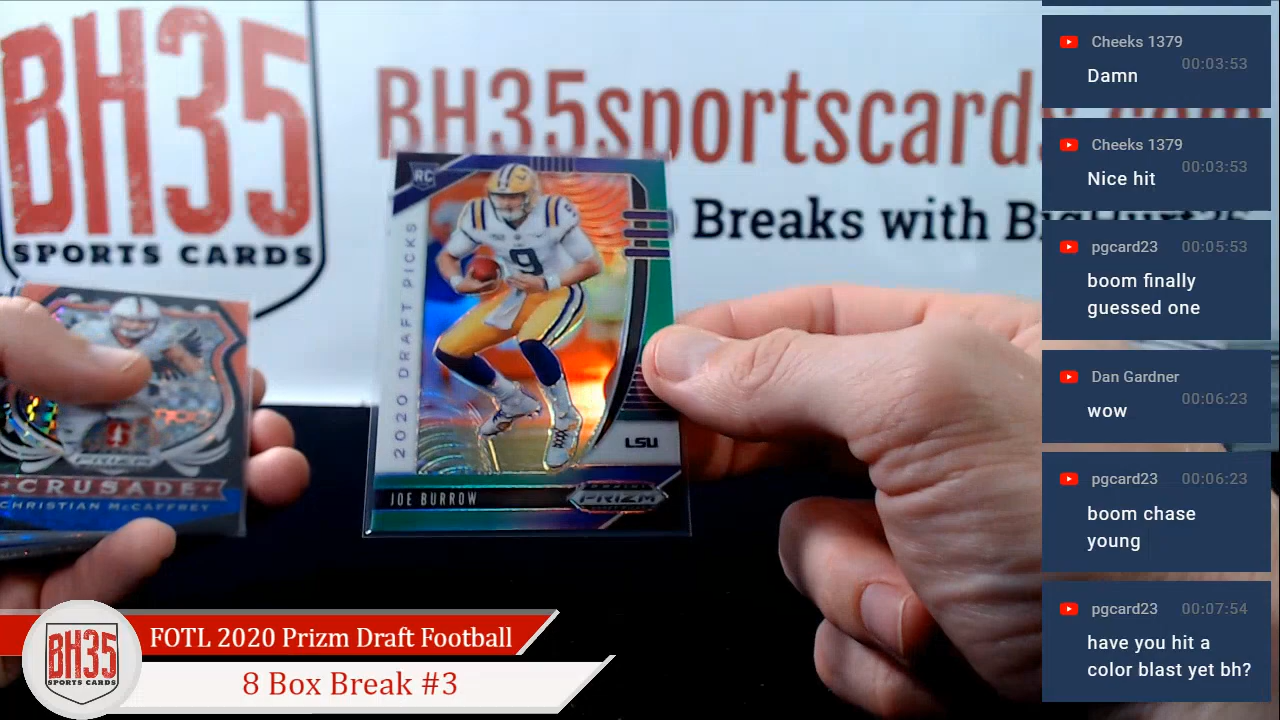 BH35
SPORTS CARDS
BH35sportscards
Breaks with
RC
2020 DRAFT PICKS
9
LSU
JOE BURROW
PRIZM
PRIZM
CRUSADE
CHRISTIAN McCAFFREY
Cheeks 1379
00:03:53
Damn
Cheeks 1379
00:03:53
Nice hit
pgcard23 00:05:53
boom finally
guessed one
Dan Gardner
00:06:23
wow
pgcard23 00:06:23
boom chase
young
pgcard23 00:07:54
have you hit a
color blast yet bh?
BH35
SPORTS CARDS
FOTL 2020 Prizm Draft Football
8 Box Break #3